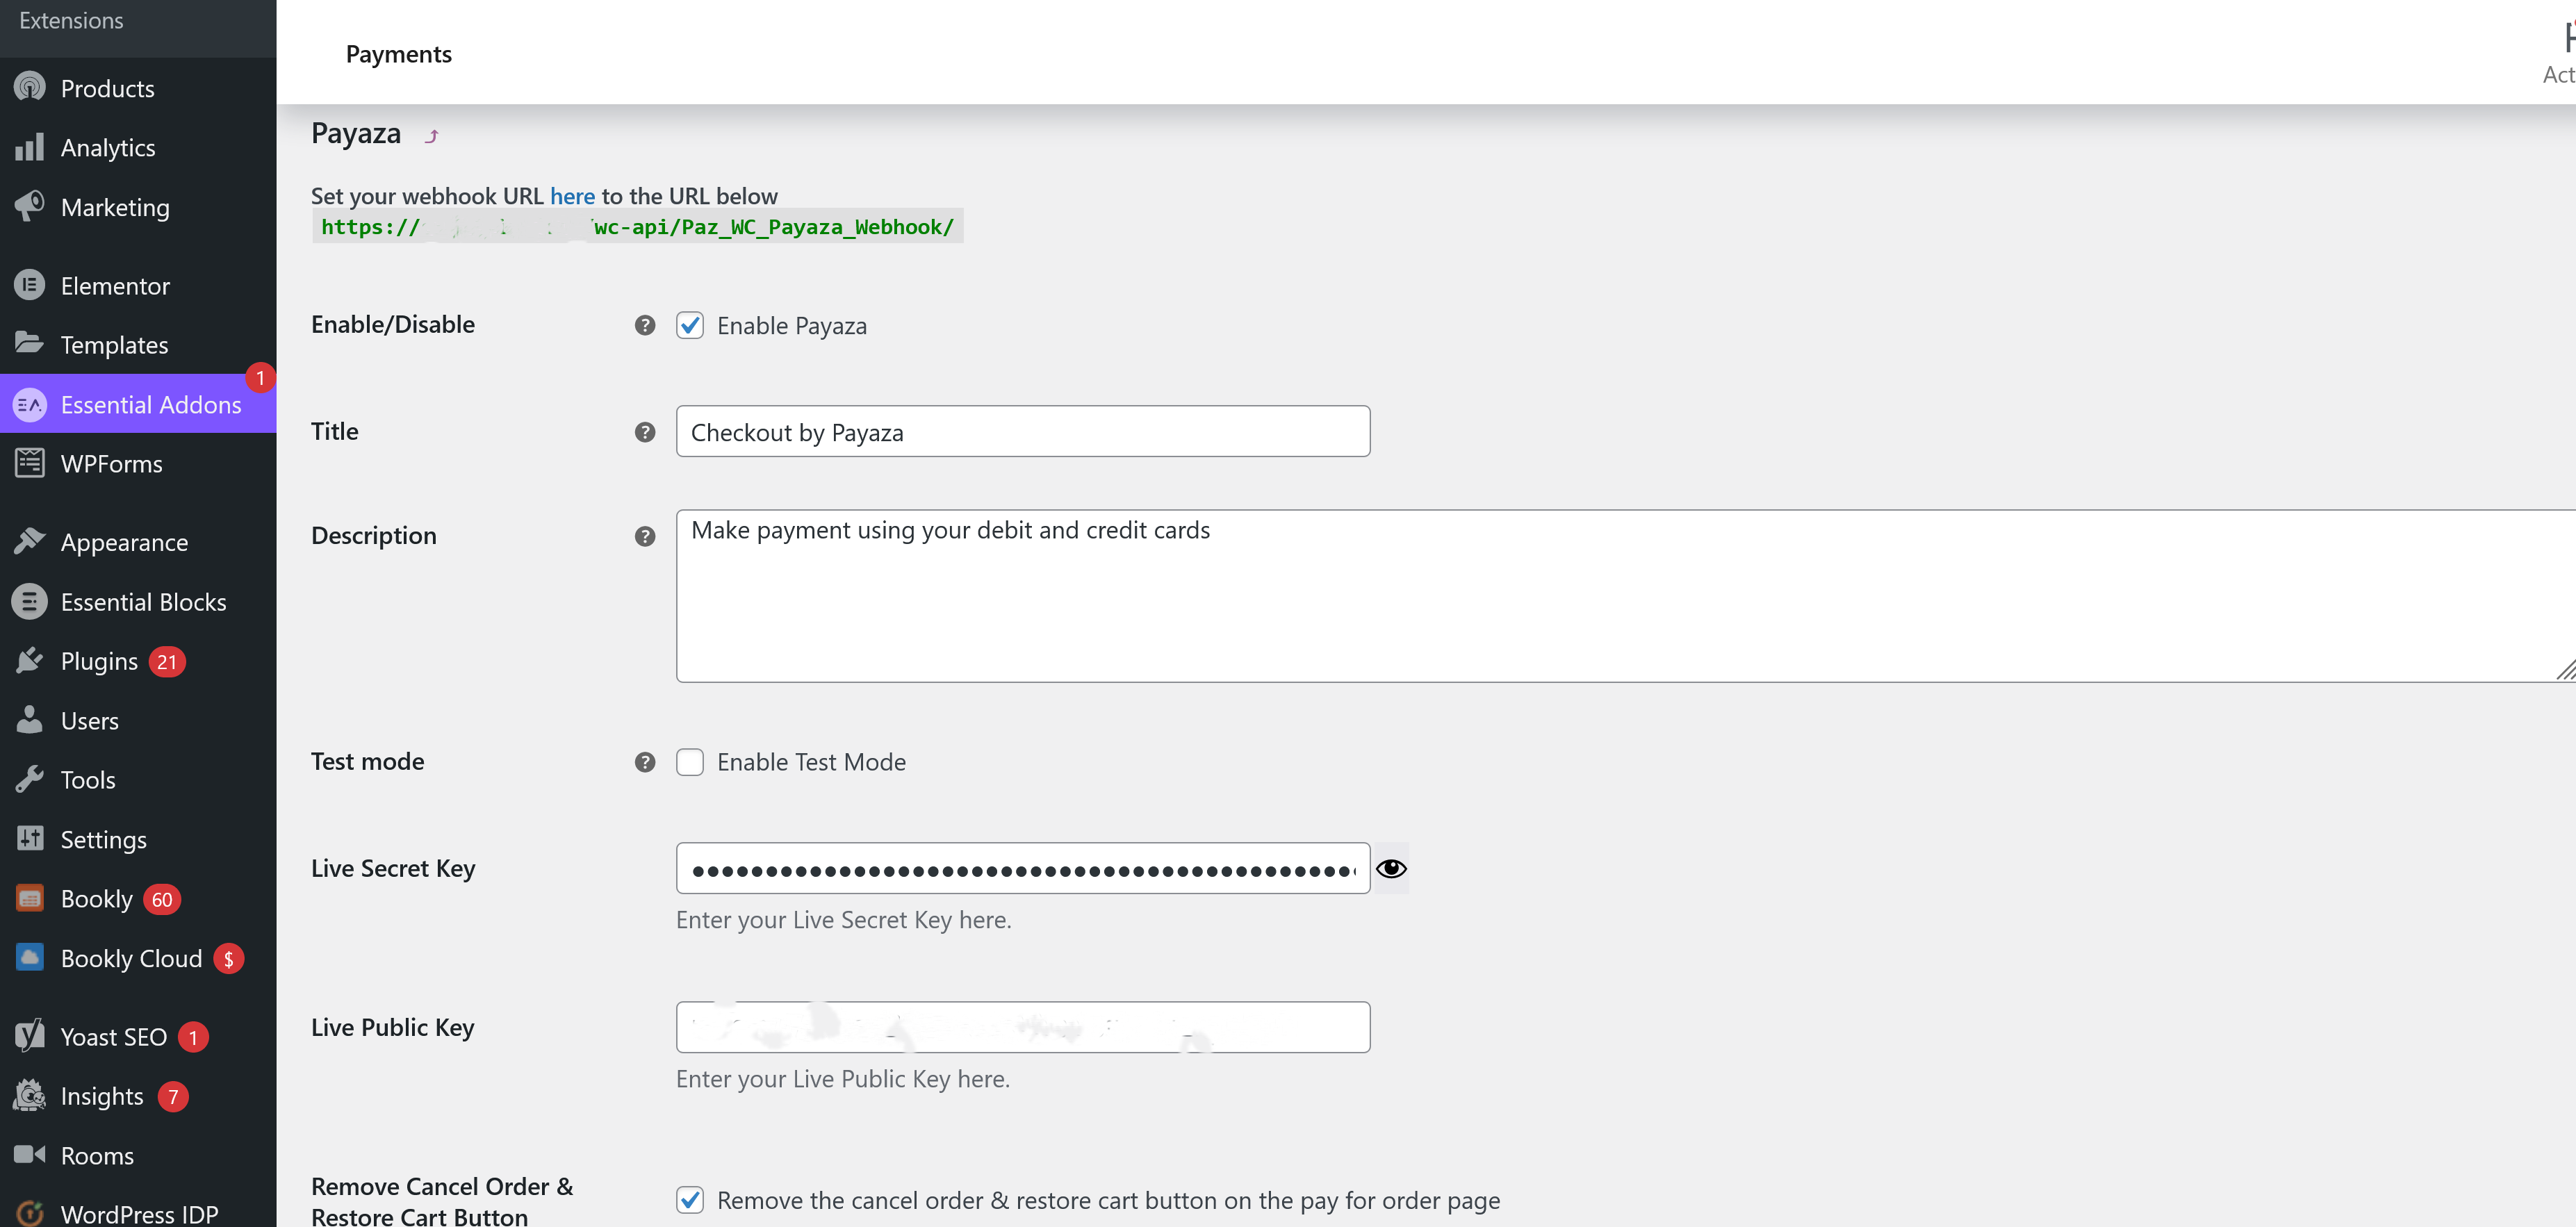 Extensions
Products
Analytics
Marketing
Elementor
Templates
1
Essential Addons
WPForms
Appearance
Essential Blocks
Plugins 21
Users
Tools
Settings
Bookly 60
Bookly Cloud $
Yoast SEO 1
Insights 7
Rooms
WordPress IDP
Payments
Act
Payaza
Set your webhook URL here to the URL below
https:// wc-api/Paz_WC_Payaza_Webhook/
Enable/Disable ? Enable Payaza
Title ? Checkout by Payaza
Description ? Make payment using your debit and credit cards
Test mode ? Enable Test Mode
Live Secret Key
Enter your Live Secret Key here.
Live Public Key
Enter your Live Public Key here.
Remove Cancel Order &
Restore Cart Button
Remove the cancel order & restore cart button on the pay for order page